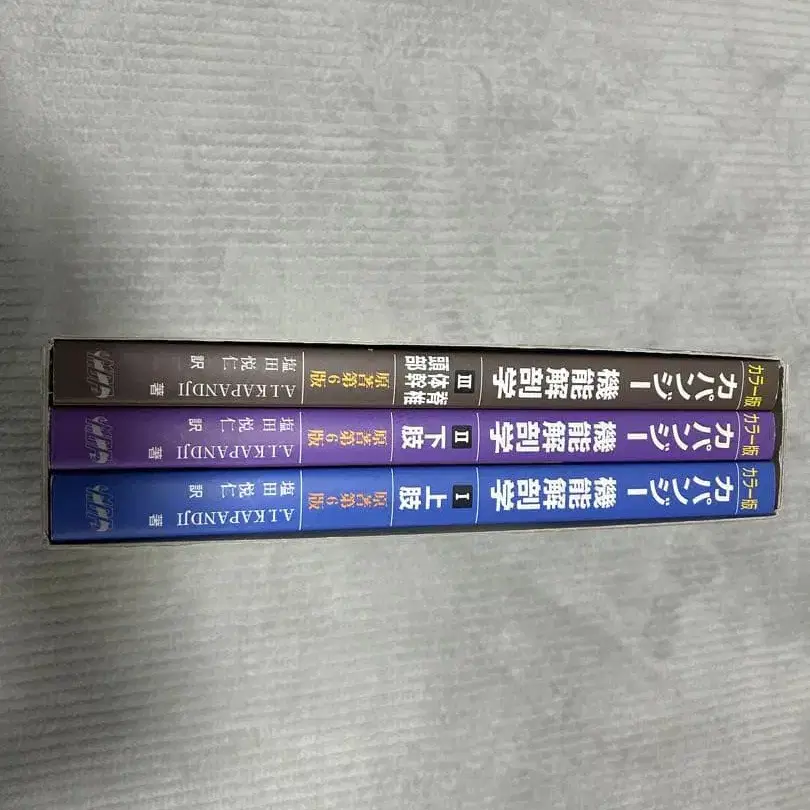 カラー版
カパンジー
機能解剖学
I 上肢
原著第6版
A.I.KAPANDJI 著
塩田悦仁 訳
カラー版
カパンジー
機能解剖学
II 下肢
原著第6版
A.I.KAPANDJI 著
塩田悦仁 訳
カラー版
カパンジー
機能解剖学
III 脊椎
体幹
頭部
原著第6版
A.I.KAPANDJI 著
塩田悦仁 訳